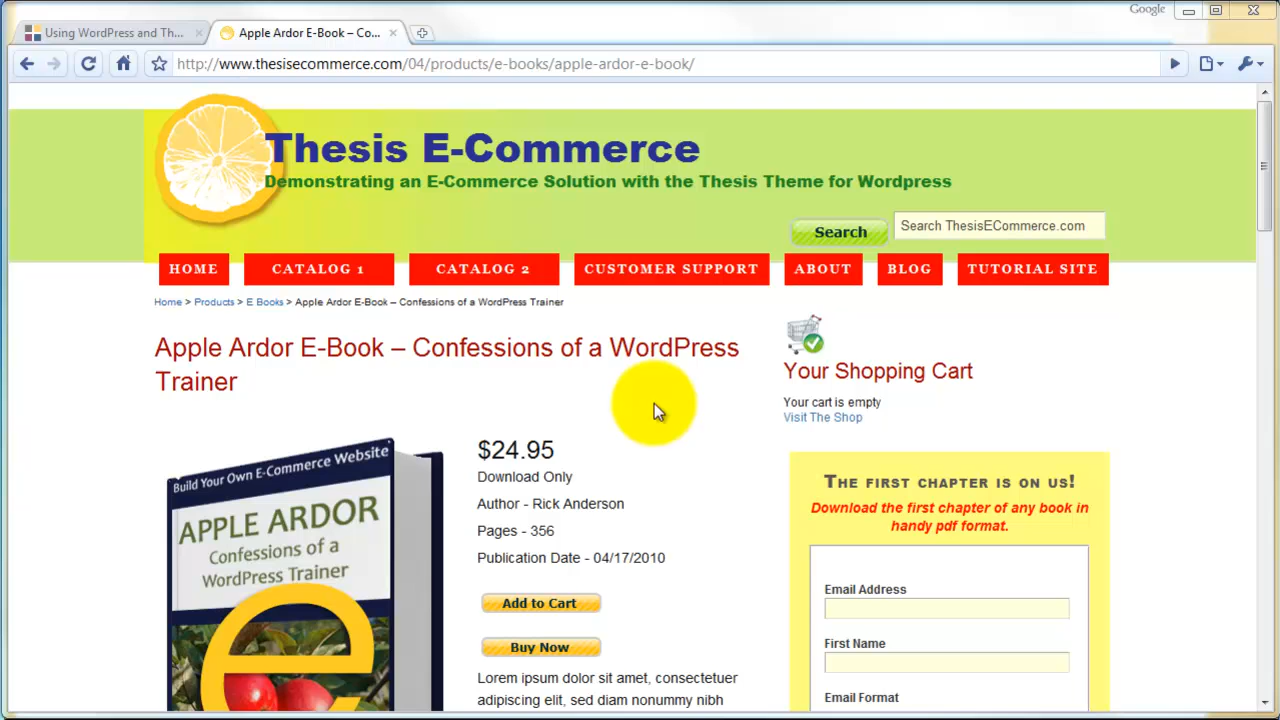 Google
Using WordPress and Th...
Apple Ardor E-Book – Co...
http://www.thesisecommerce.com/04/products/e-books/apple-ardor-e-book/
Thesis E-Commerce
Demonstrating an E-Commerce Solution with the Thesis Theme for Wordpress
Search
Search ThesisECommerce.com
HOME
CATALOG 1
CATALOG 2
CUSTOMER SUPPORT
ABOUT
BLOG
TUTORIAL SITE
Home > Products > E Books > Apple Ardor E-Book – Confessions of a WordPress Trainer
Apple Ardor E-Book – Confessions of a WordPress
Trainer
Build Your Own E-Commerce Website
APPLE ARDOR
Confessions of a
WordPress Trainer
e
$24.95
Download Only
Author - Rick Anderson
Pages - 356
Publication Date - 04/17/2010
Add to Cart
Buy Now
Lorem ipsum dolor sit amet, consectetuer
adipiscing elit, sed diam nonummy nibh
Your Shopping Cart
Your cart is empty
Visit The Shop
THE FIRST CHAPTER IS ON US!
Download the first chapter of any book in
handy pdf format.
Email Address
First Name
Email Format